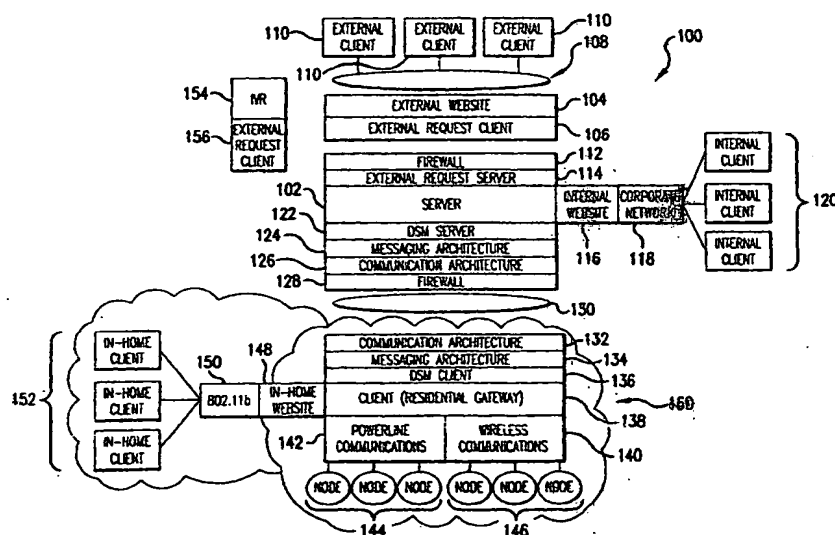 110
EXTERNAL CLIENT
EXTERNAL CLIENT
EXTERNAL CLIENT
110
110
108
100
154
IVR
156
EXTERNAL REQUEST CLIENT
EXTERNAL WEBSITE
104
EXTERNAL REQUEST CLIENT
106
FIREWALL
112
EXTERNAL REQUEST SERVER
114
102
SERVER
INTERNAL WEBSITE
CORPORATE NETWORK
116
118
INTERNAL CLIENT
INTERNAL CLIENT
INTERNAL CLIENT
120
122
DSM SERVER
124
MESSAGING ARCHITECTURE
126
COMMUNICATION ARCHITECTURE
128
FIREWALL
130
COMMUNICATION ARCHITECTURE
132
MESSAGING ARCHITECTURE
134
DSM CLIENT
136
CLIENT (RESIDENTIAL GATEWAY)
138
160
152
IN-HOME CLIENT
IN-HOME CLIENT
IN-HOME CLIENT
150
802.11b
148
IN-HOME WEBSITE
142
POWERLINE COMMUNICATIONS
WIRELESS COMMUNICATIONS
140
NODE
NODE
NODE
NODE
NODE
NODE
144
146